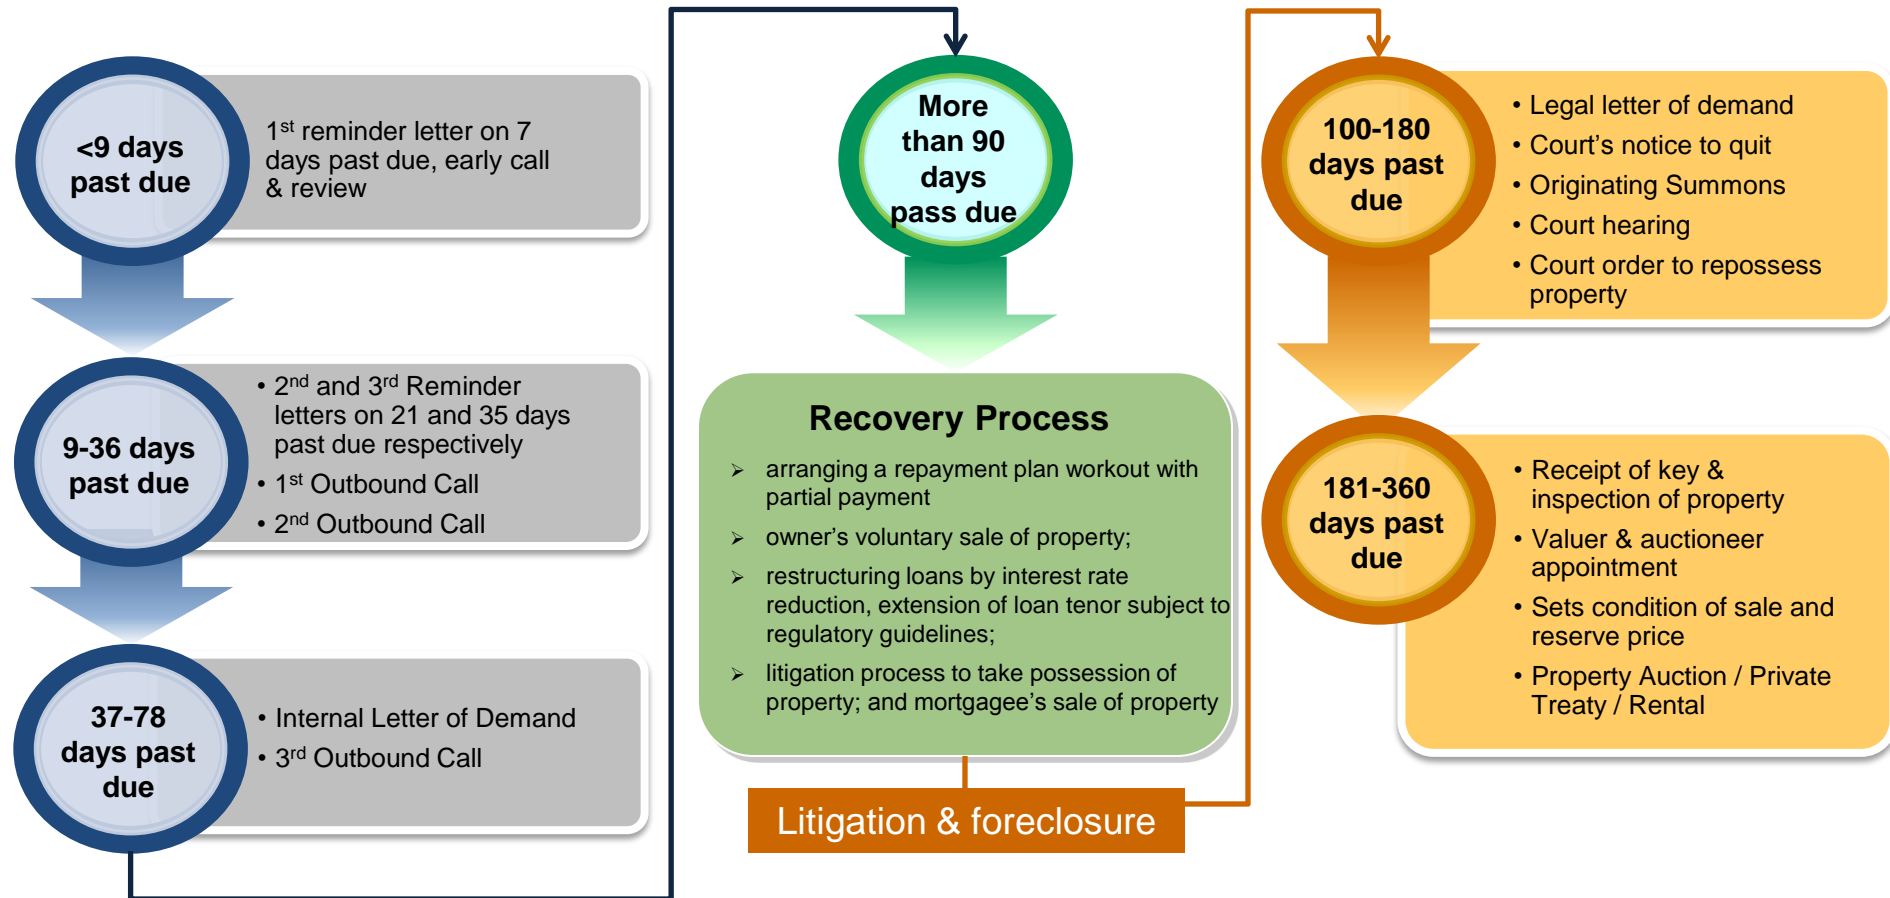 <9 days
past due
1st reminder letter on 7
days past due, early call
& review
9-36 days
past due
• 2nd and 3rd Reminder
letters on 21 and 35 days
past due respectively
• 1st Outbound Call
• 2nd Outbound Call
37-78
days past
due
• Internal Letter of Demand
• 3rd Outbound Call
More
than 90
days
pass due
Recovery Process
➢ arranging a repayment plan workout with
partial payment
➢ owner’s voluntary sale of property;
➢ restructuring loans by interest rate
reduction, extension of loan tenor subject to
regulatory guidelines;
➢ litigation process to take possession of
property; and mortgagee’s sale of property
Litigation & foreclosure
100-180
days past
due
• Legal letter of demand
• Court’s notice to quit
• Originating Summons
• Court hearing
• Court order to repossess
property
181-360
days past
due
• Receipt of key &
inspection of property
• Valuer & auctioneer
appointment
• Sets condition of sale and
reserve price
• Property Auction / Private
Treaty / Rental